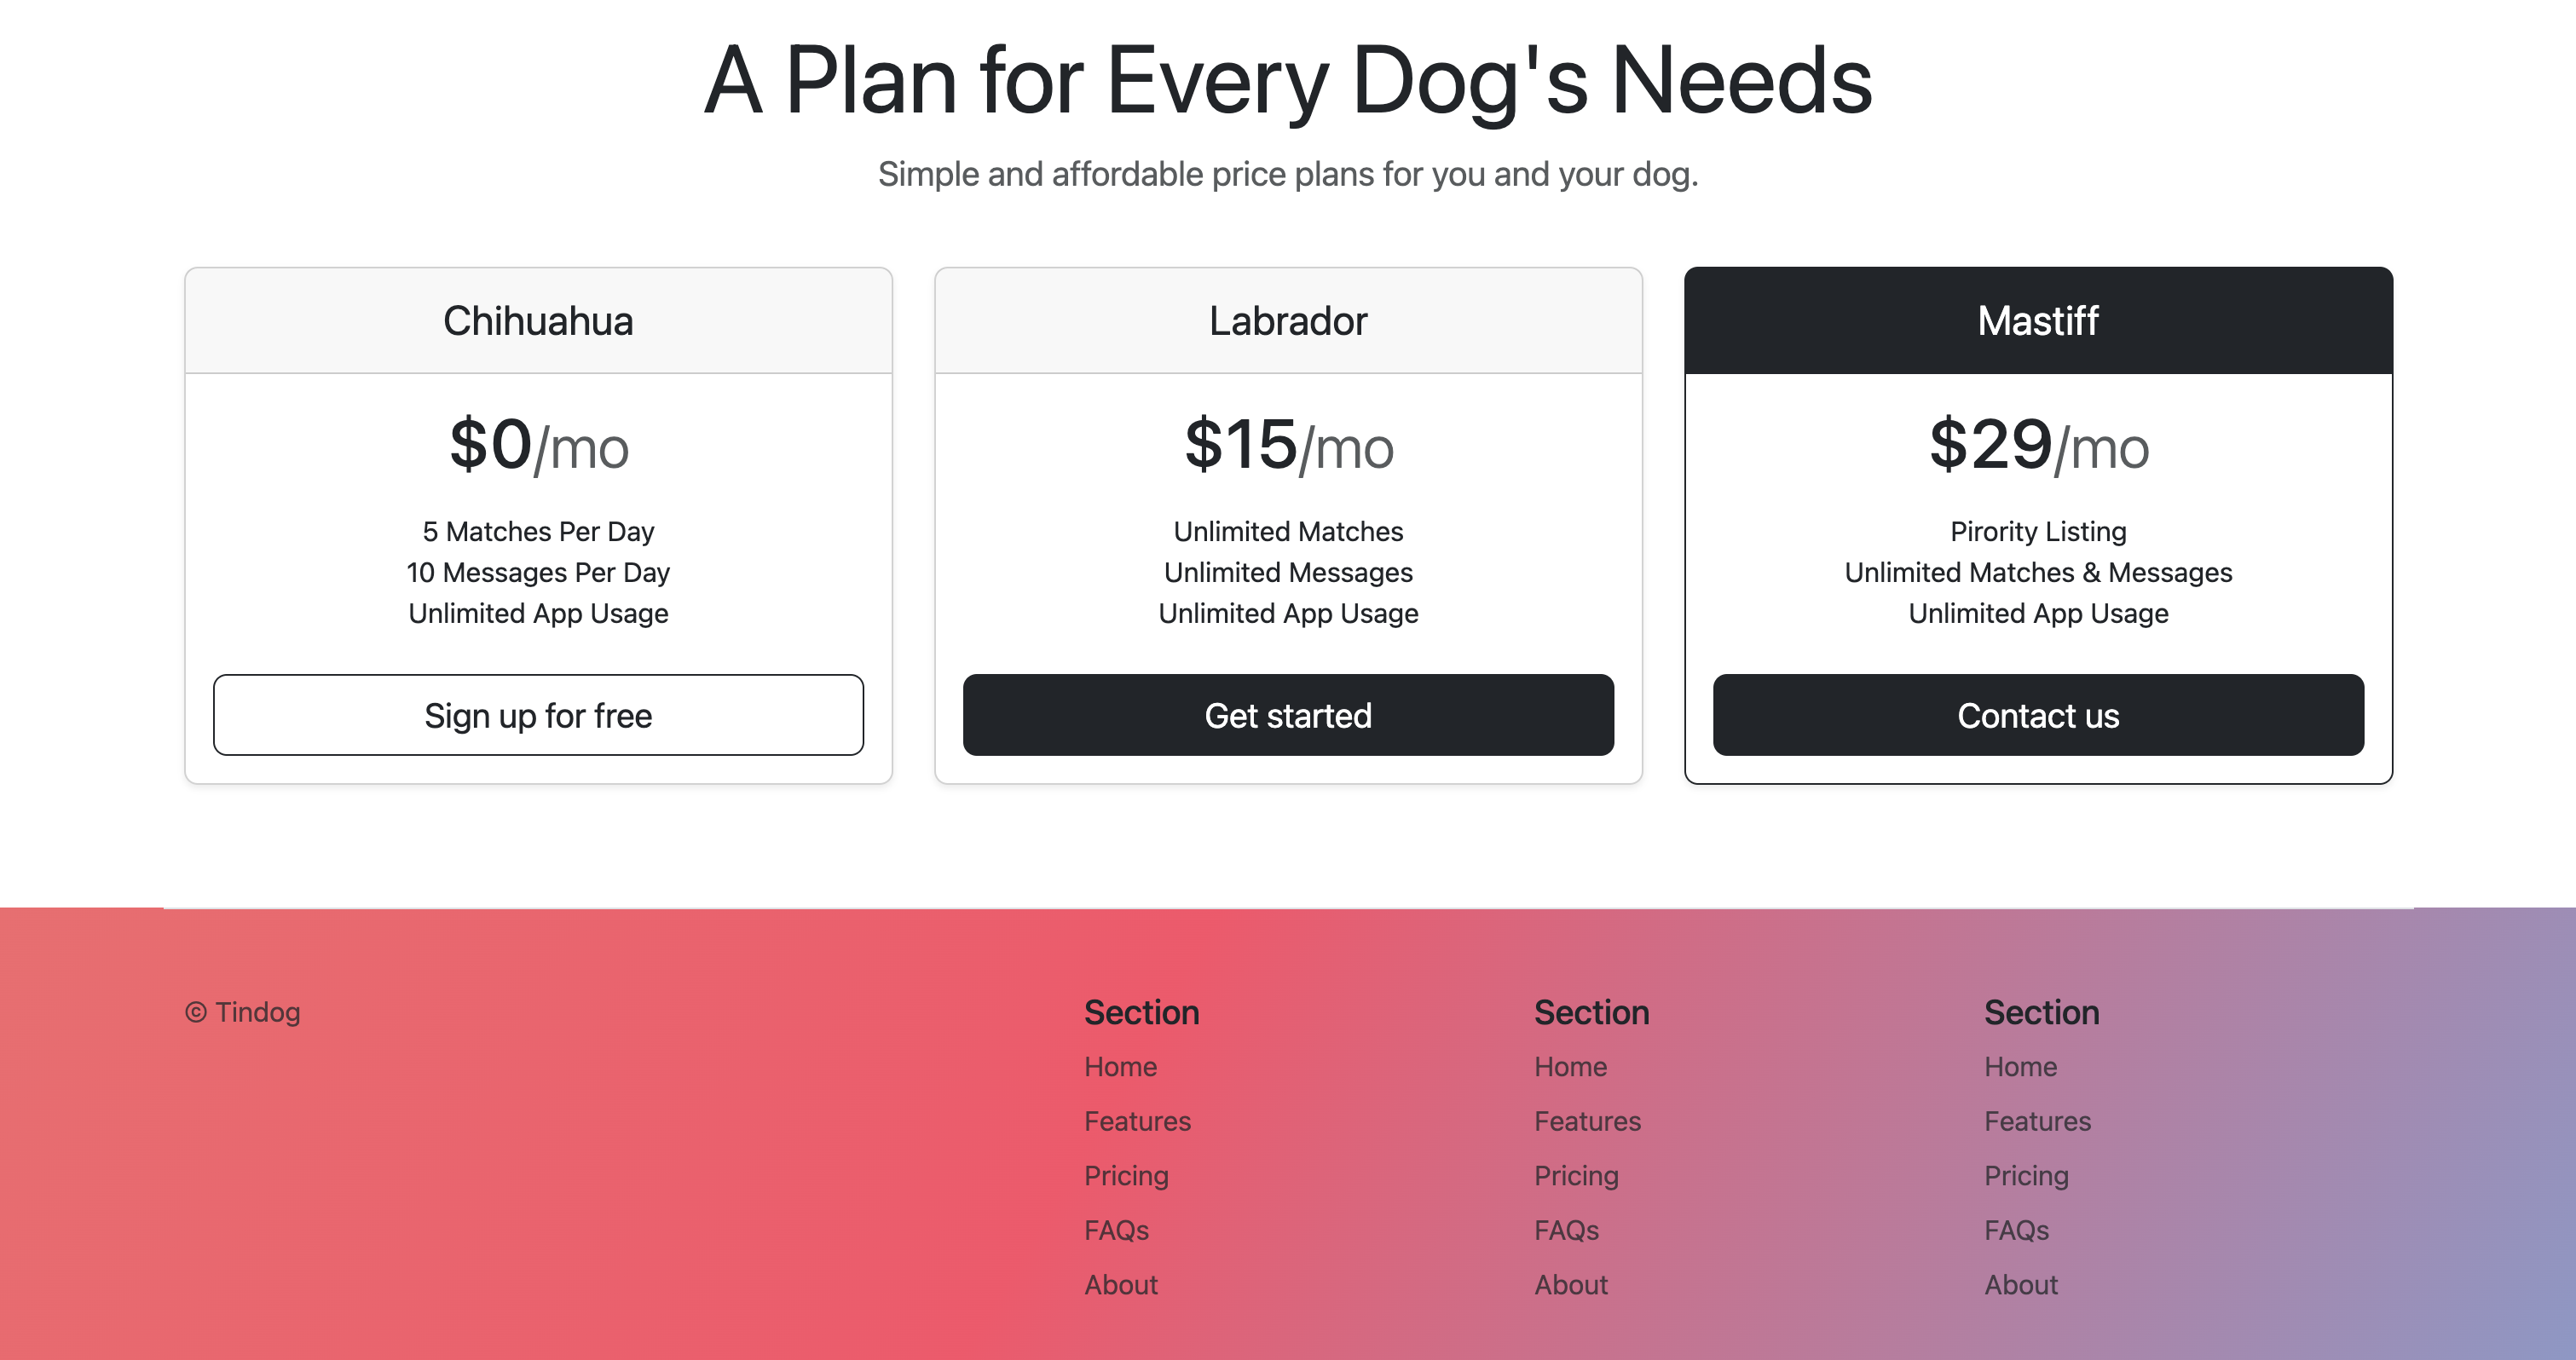 A Plan for Every Dog's Needs
Simple and affordable price plans for you and your dog.
Chihuahua
$0/mo
5 Matches Per Day
10 Messages Per Day
Unlimited App Usage
Sign up for free
Labrador
$15/mo
Unlimited Matches
Unlimited Messages
Unlimited App Usage
Get started
Mastiff
$29/mo
Pirority Listing
Unlimited Matches & Messages
Unlimited App Usage
Contact us
© Tindog
Section
Home
Features
Pricing
FAQs
About
Section
Home
Features
Pricing
FAQs
About
Section
Home
Features
Pricing
FAQs
About